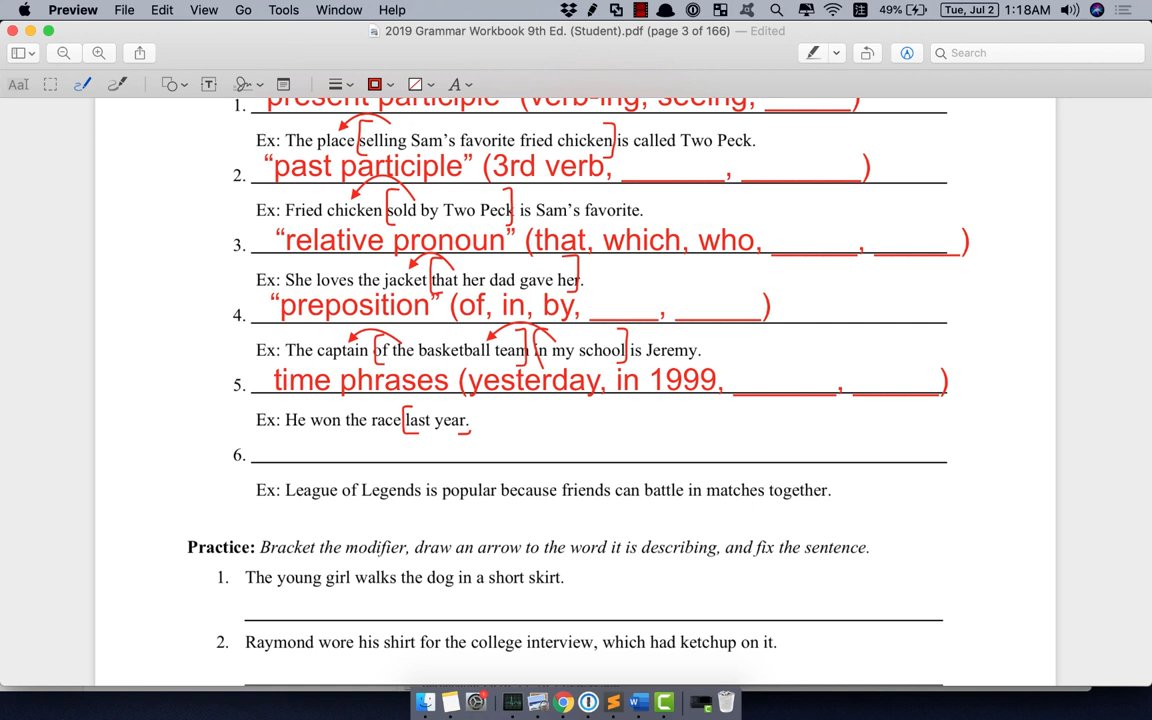 Preview File Edit View Go Tools Window Help 49% Tue, Jul 2 1:18AM
2019 Grammar Workbook 9th Ed. (Student).pdf (page 3 of 166) — Edited
Search
AaI T A
1. “present participle” (verb-ing, seeing, ______)
Ex: The place selling Sam’s favorite fried chicken is called Two Peck.
2. “past participle” (3rd verb, _______, ________)
Ex: Fried chicken sold by Two Peck is Sam’s favorite.
3. “relative pronoun” (that, which, who, ______, ______)
Ex: She loves the jacket that her dad gave her.
4. “preposition” (of, in, by, _____, ______)
Ex: The captain of the basketball team in my school is Jeremy.
5. time phrases (yesterday, in 1999, _______, ______)
Ex: He won the race last year.
6.
Ex: League of Legends is popular because friends can battle in matches together.
Practice: Bracket the modifier, draw an arrow to the word it is describing, and fix the sentence.
1. The young girl walks the dog in a short skirt.
2. Raymond wore his shirt for the college interview, which had ketchup on it.